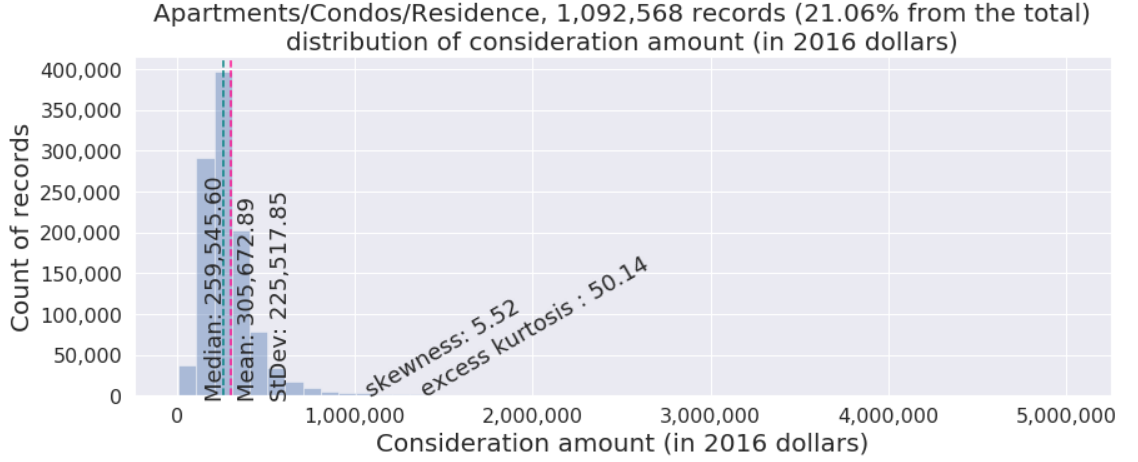 Apartments/Condos/Residence, 1,092,568 records (21.06% from the total)
distribution of consideration amount (in 2016 dollars)
400,000
350,000
300,000
250,000
200,000
150,000
100,000
50,000
0
Count of records
Median: 259,545.60
Mean: 305,672.89
StDev: 225,517.85
skewness: 5.52
excess kurtosis : 50.14
0
1,000,000
2,000,000
3,000,000
4,000,000
5,000,000
Consideration amount (in 2016 dollars)